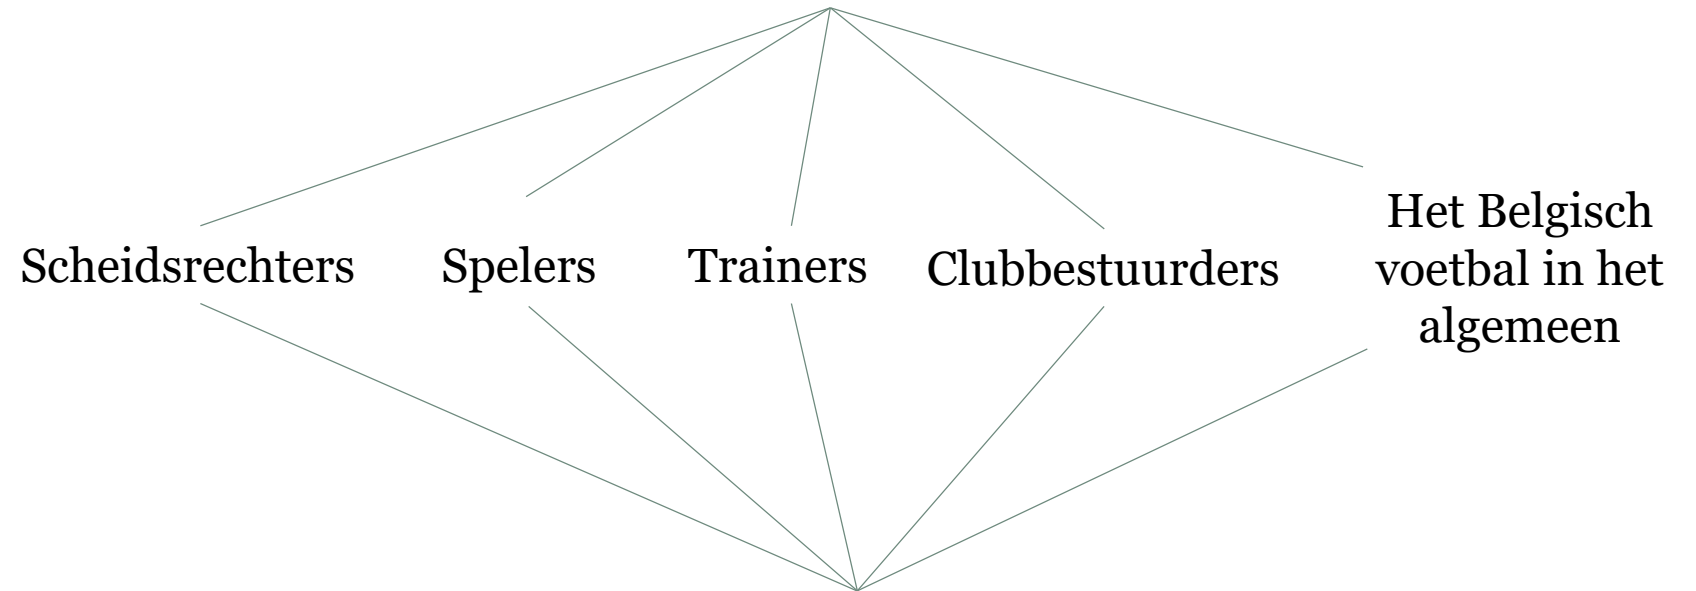 Scheidsrechters
Spelers
Trainers
Clubbestuurders
Het Belgisch
voetbal in het
algemeen